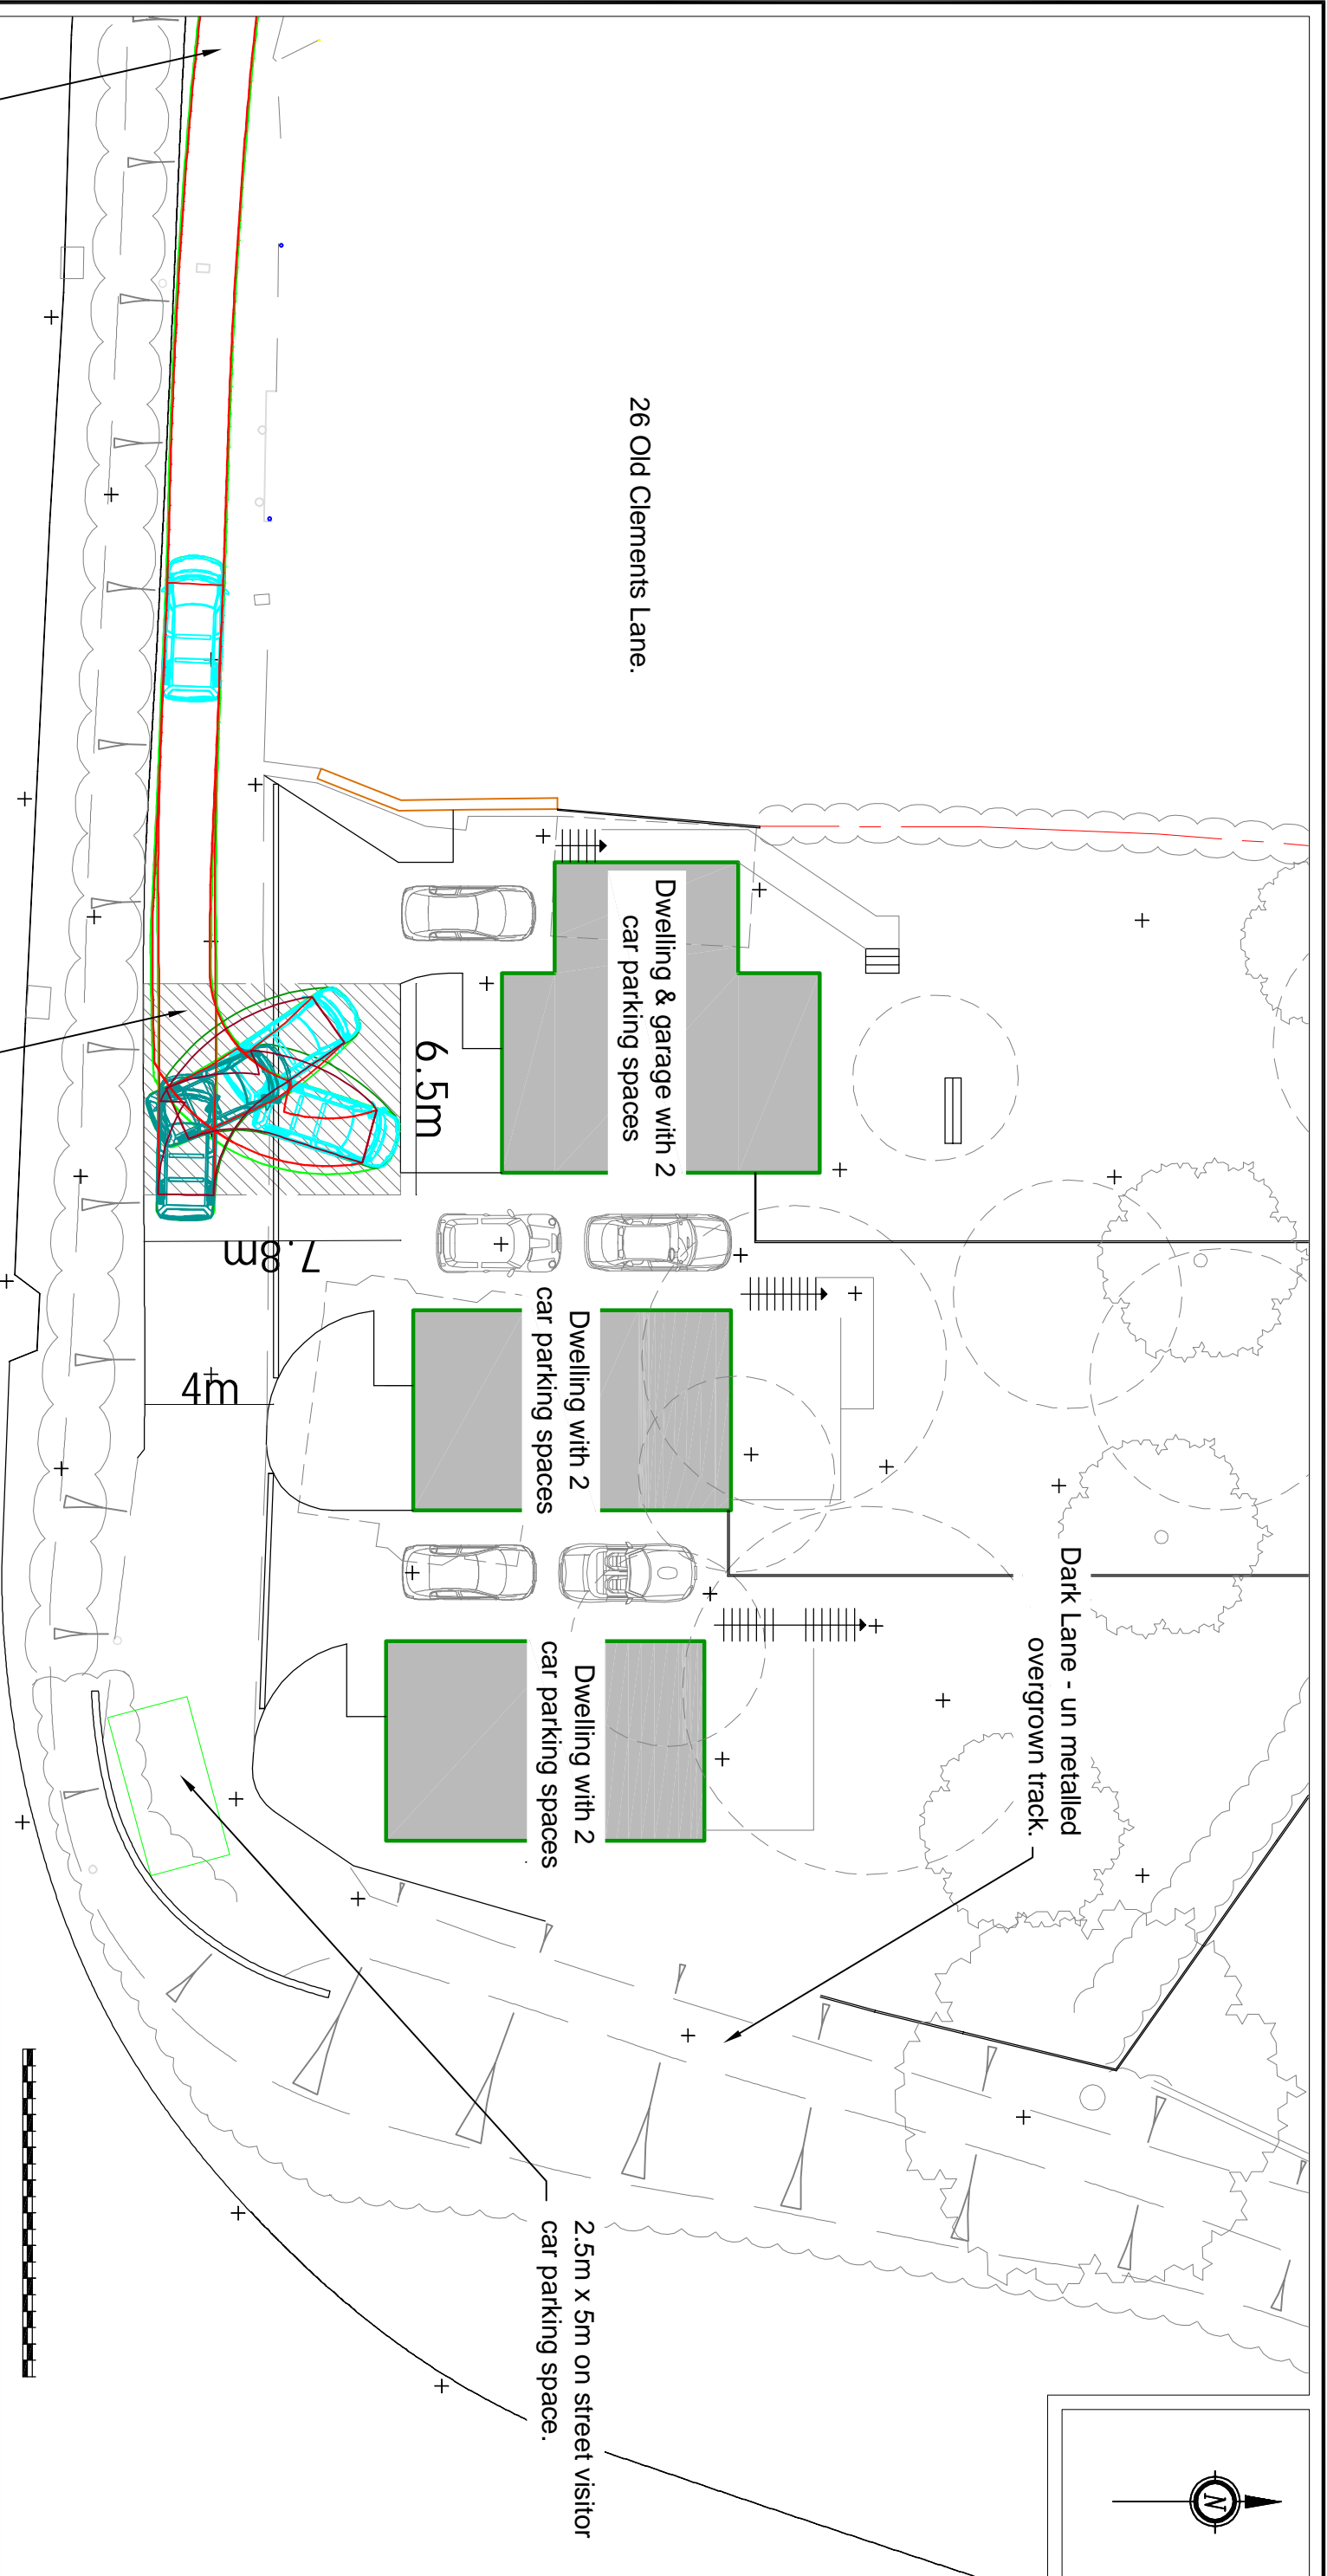 26 Old Clements Lane.
Dwelling & garage with 2
car parking spaces
6.5m
7.8m
4m
Dwelling with 2
car parking spaces
Dwelling with 2
car parking spaces
Dark Lane - un metalled
overgrown track.
2.5m x 5m on street visitor
car parking space.
N